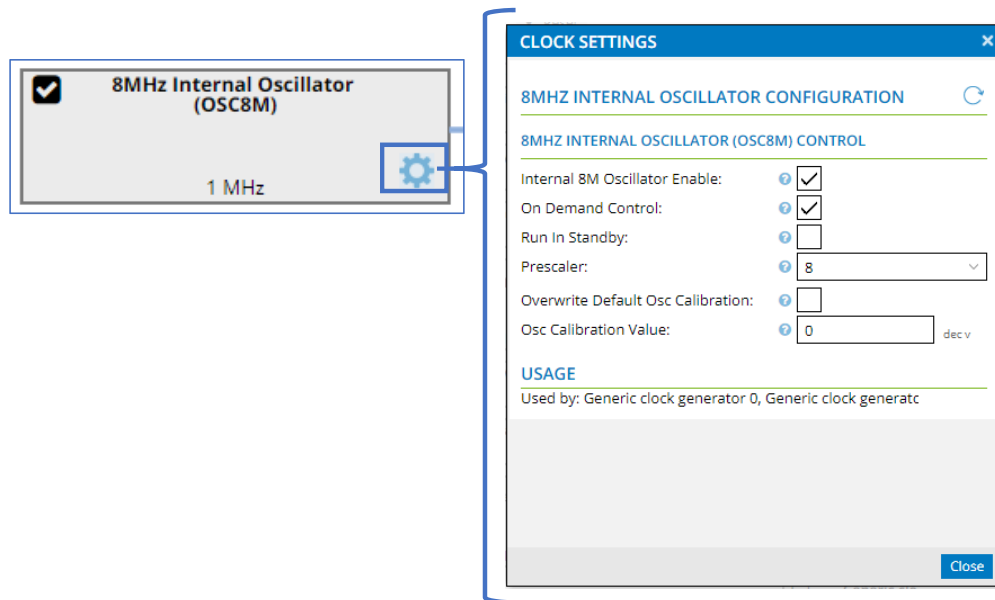 8MHz Internal Oscillator
(OSC8M)
1 MHz
CLOCK SETTINGS
8MHZ INTERNAL OSCILLATOR CONFIGURATION
8MHZ INTERNAL OSCILLATOR (OSC8M) CONTROL
Internal 8M Oscillator Enable:
On Demand Control:
Run In Standby:
Prescaler: 8
Overwrite Default Osc Calibration:
Osc Calibration Value: 0 dec
USAGE
Used by: Generic clock generator 0, Generic clock generatc
Close